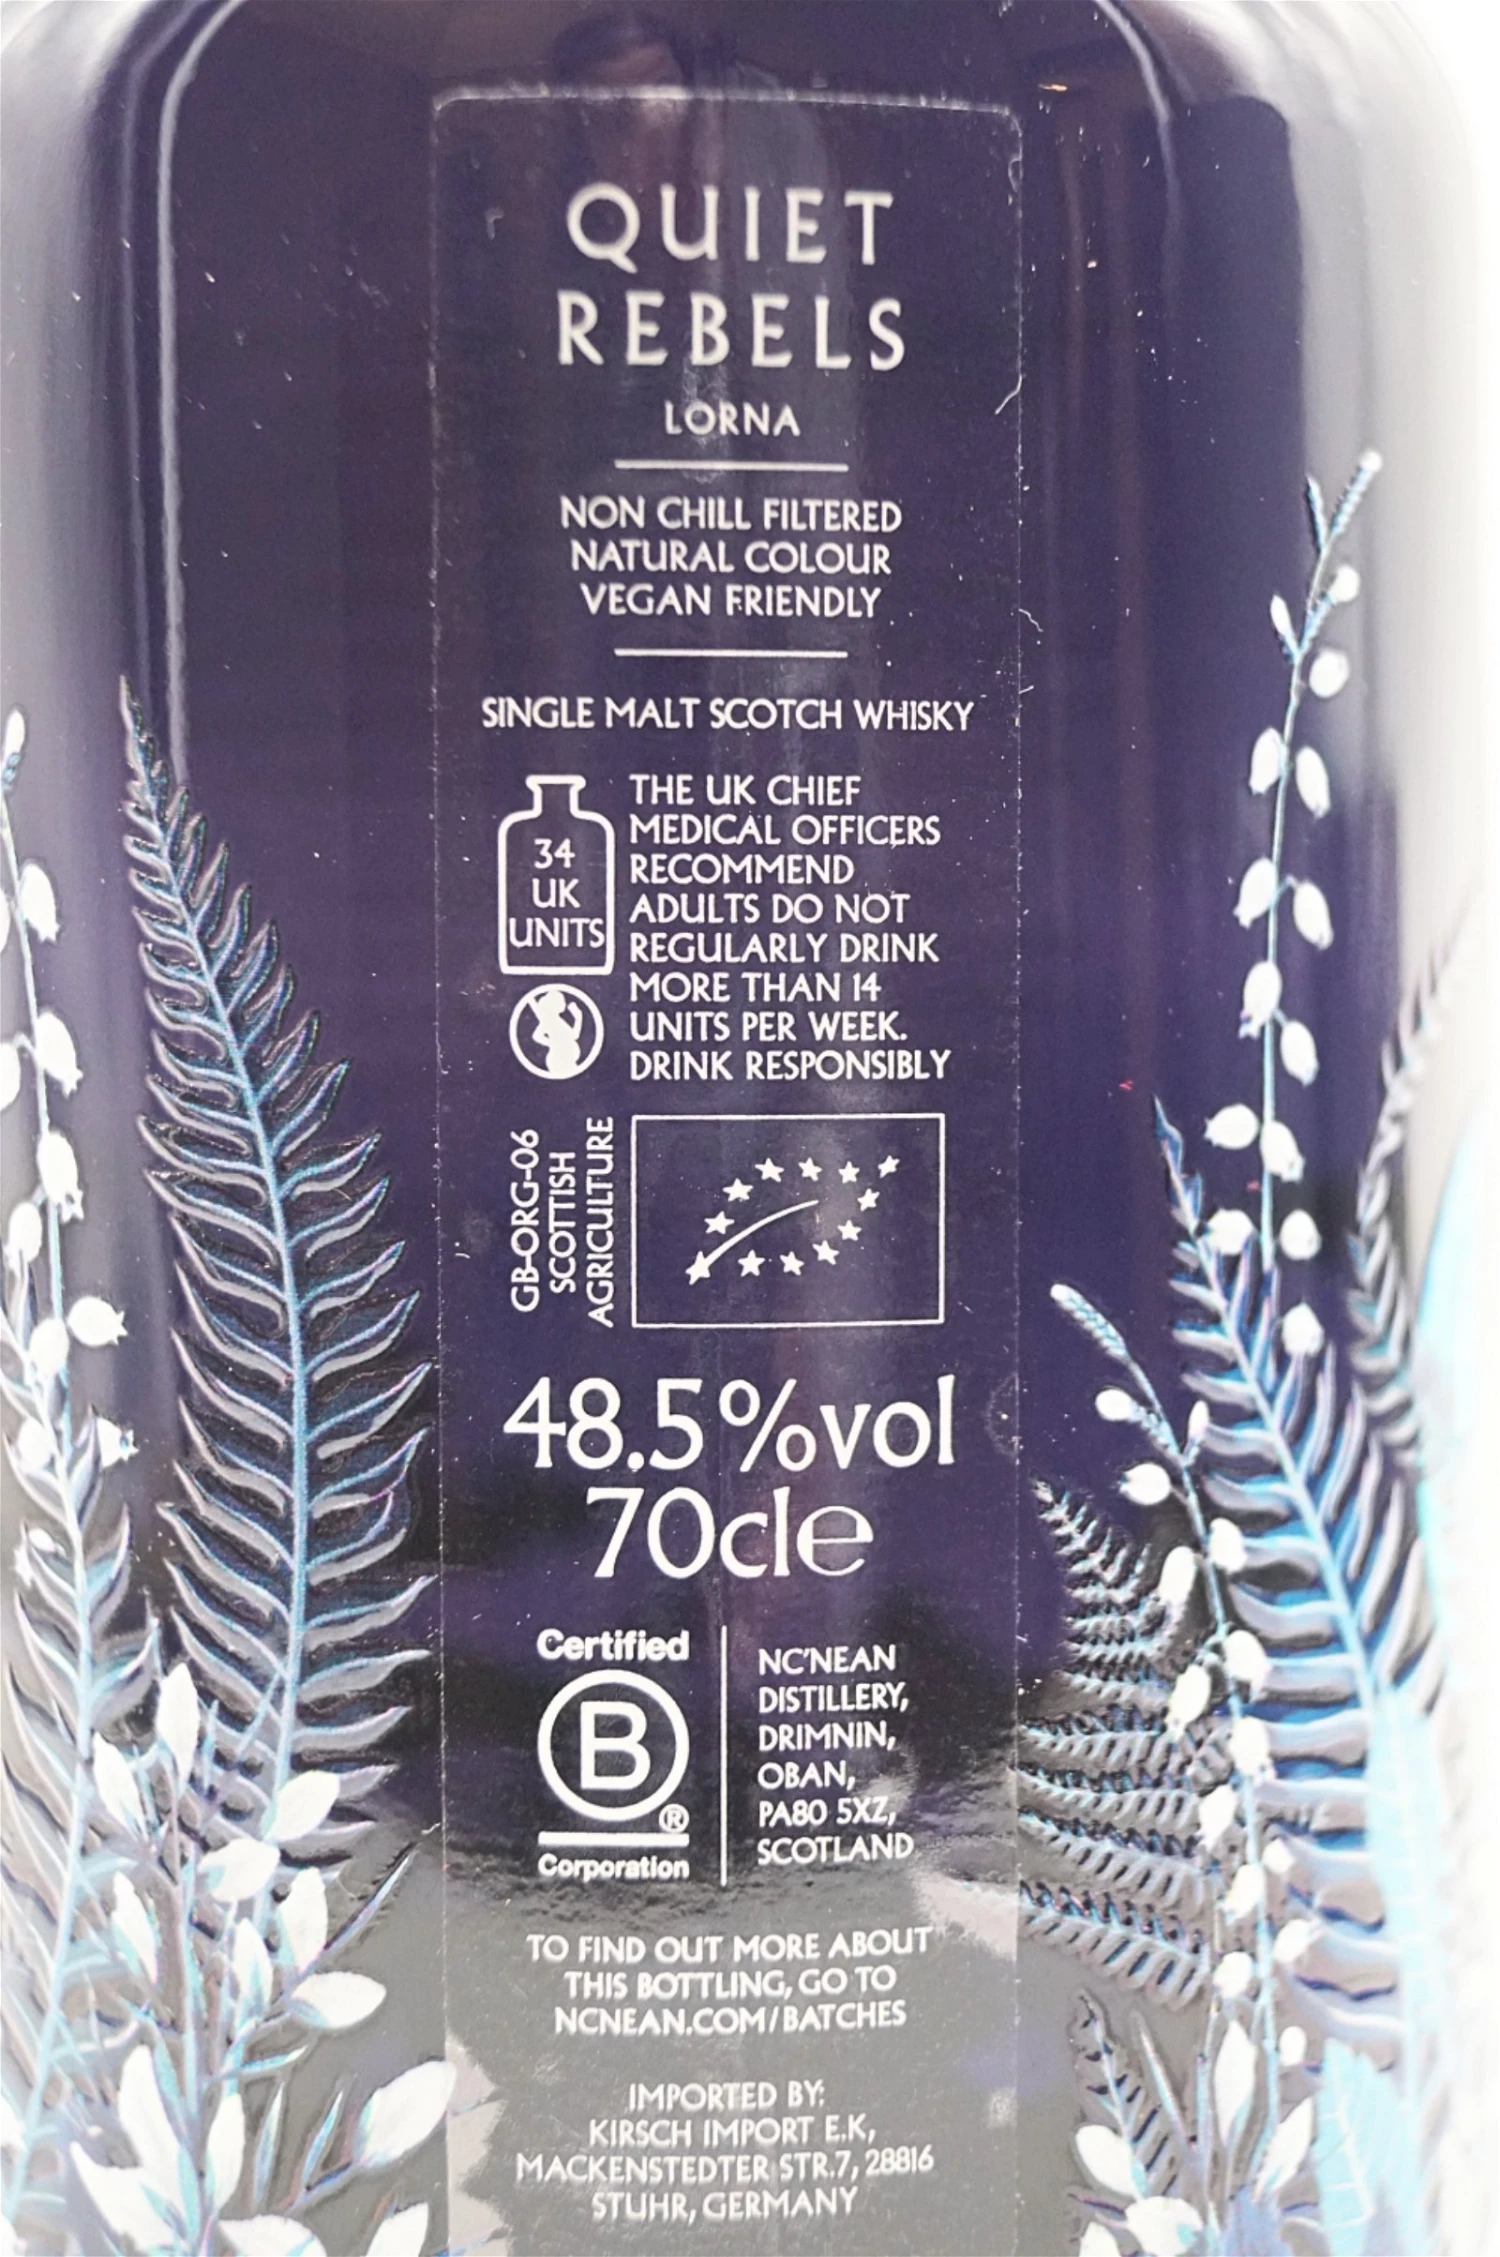 QUIET
REBELS
LORNA
NON CHILL FILTERED
NATURAL COLOUR
VEGAN FRIENDLY
SINGLE MALT SCOTCH WHISKY
34
UK
UNITS
THE UK CHIEF
MEDICAL OFFICERS
RECOMMEND
ADULTS DO NOT
REGULARLY DRINK
MORE THAN 14
UNITS PER WEEK.
DRINK RESPONSIBLY
GB-ORG-06
SCOTTISH
AGRICULTURE
48.5%vol
70cle
Certified
B
®
Corporation
NC'NEAN
DISTILLERY,
DRIMNIN,
OBAN,
PA80 5XZ,
SCOTLAND
TO FIND OUT MORE ABOUT
THIS BOTTLING, GO TO
NCNEAN.COM/BATCHES
IMPORTED BY:
KIRSCH IMPORT E.K,
MACKENSTEDTER STR.7, 28816
STUHR, GERMANY